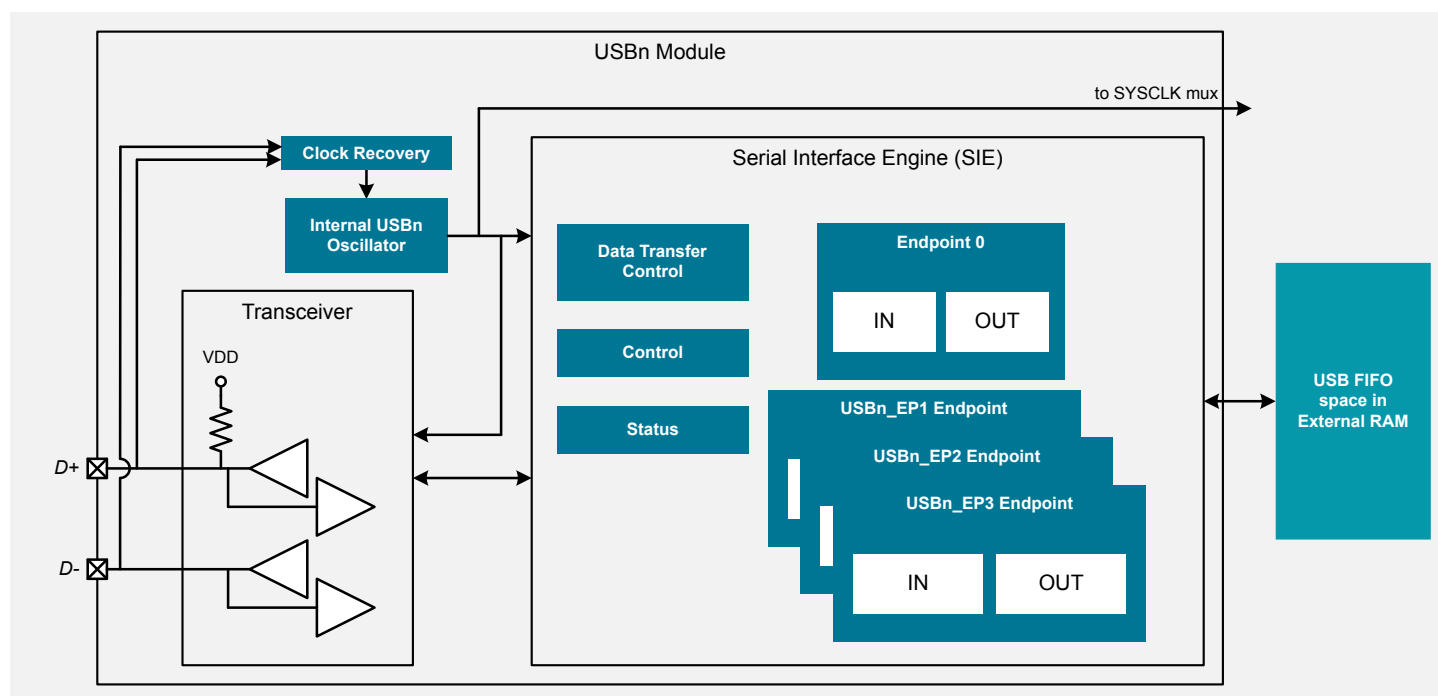 USBn Module
to SYSCLK mux
Clock Recovery
Serial Interface Engine (SIE)
Internal USBn
Oscillator
Data Transfer
Control
Endpoint 0
IN
OUT
Transceiver
VDD
Control
Status
USBn_EP1 Endpoint
USBn_EP2 Endpoint
USBn_EP3 Endpoint
IN
OUT
USB FIFO
space in
External RAM
D+
D-